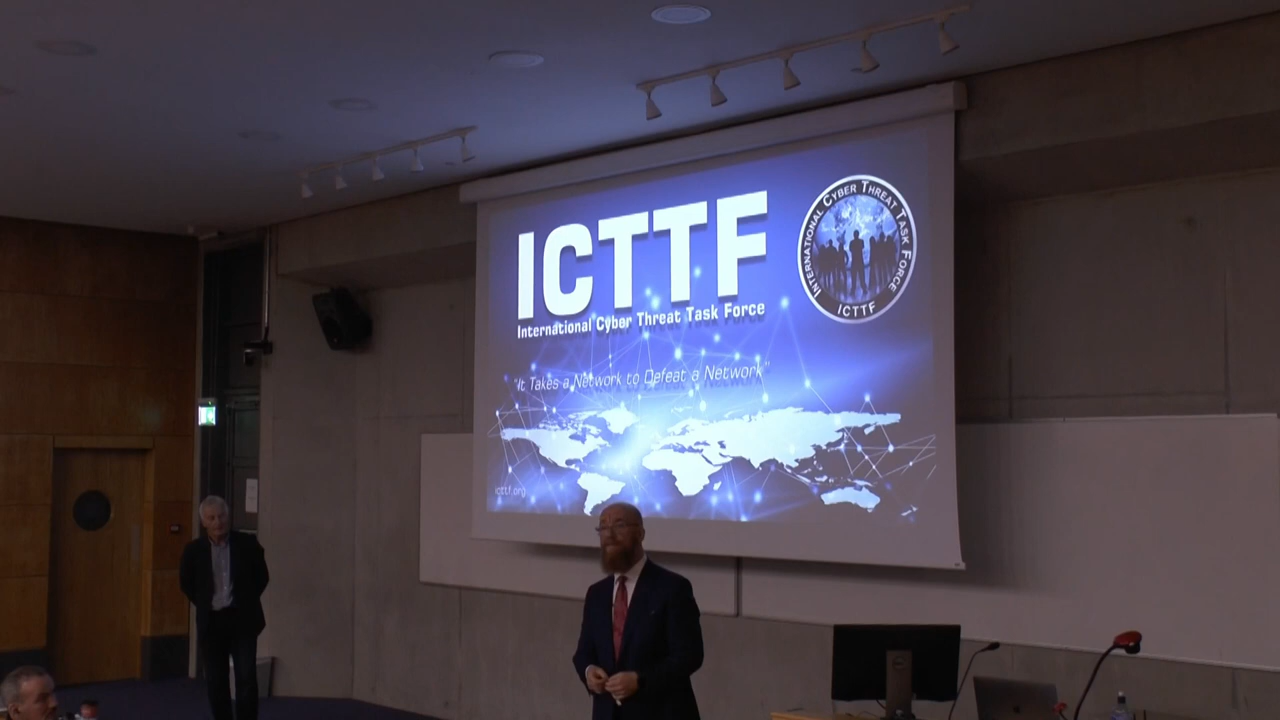 ICTTF
International Cyber Threat Task Force
"It Takes a Network to Defeat a Network"
icttf.org
INTERNATIONAL CYBER THREAT TASK FORCE
ICTTF
DELL